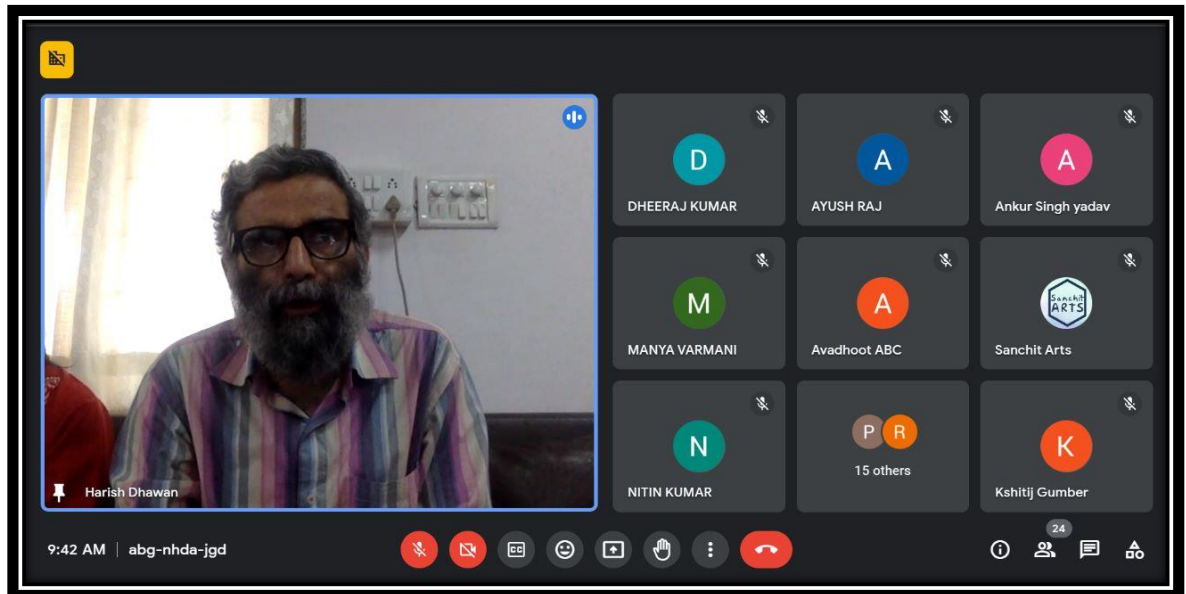 D
DHEERAJ KUMAR
A
AYUSH RAJ
A
Ankur Singh yadav
M
MANYA VARMANI
A
Avadhoot ABC
Sanchit
ARTS
Sanchit Arts
Harish Dhawan
N
NITIN KUMAR
P R
15 others
K
Kshitij Gumber
9:42 AM | abg-nhda-jgd
CC
24